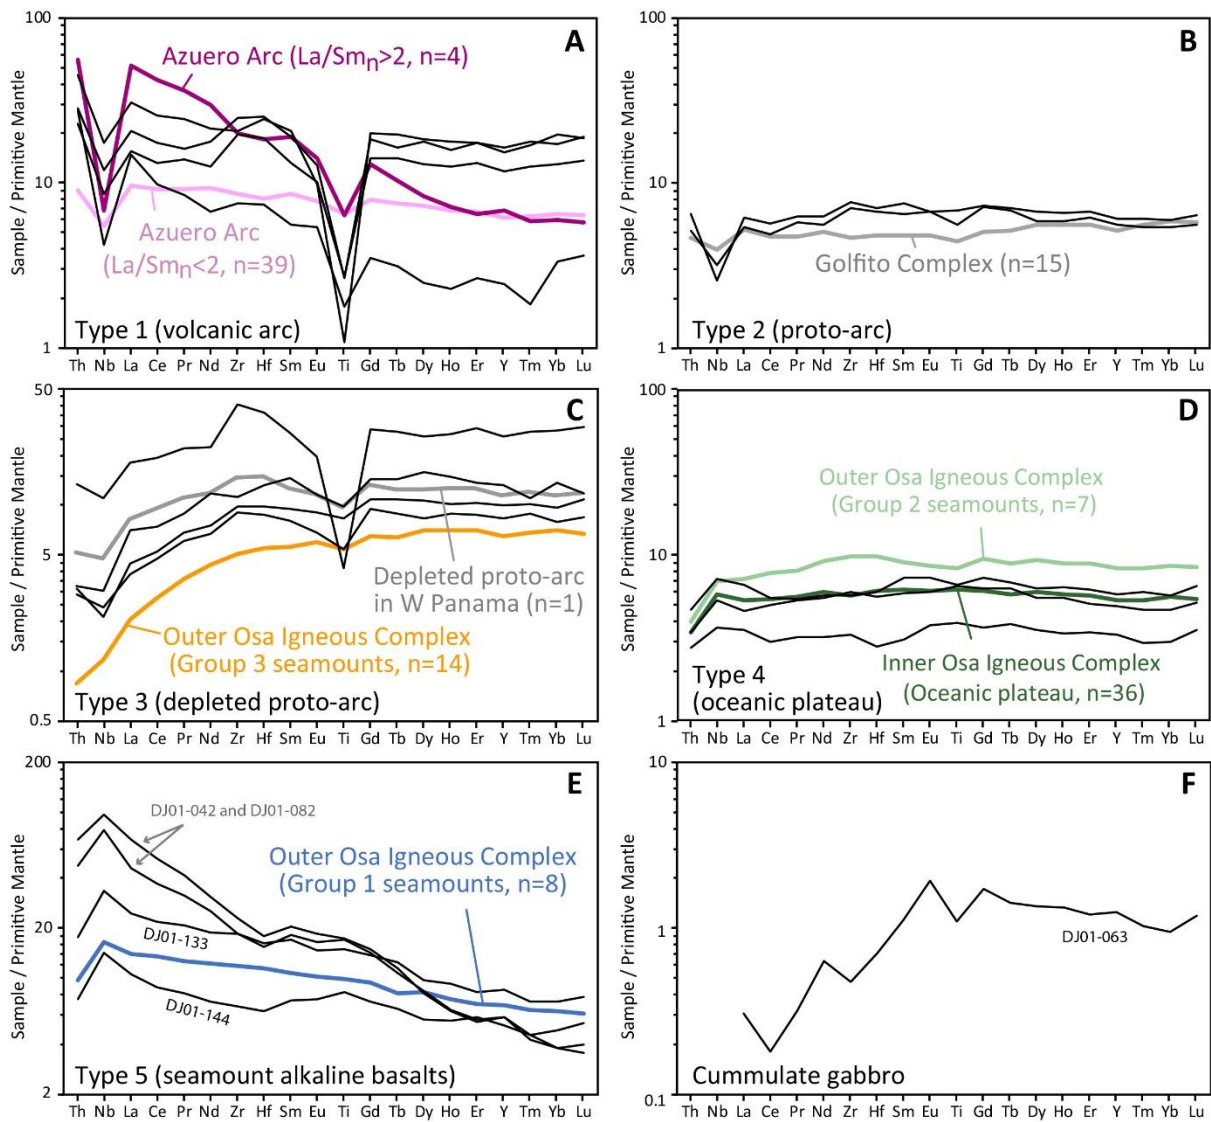 100
10
1
Sample / Primitive Mantle
A
Azuero Arc (La/Smn>2, n=4)
Azuero Arc
(La/Smn<2, n=39)
Type 1 (volcanic arc)
Th Nb La Ce Pr Nd Zr Hf Sm Eu Ti Gd Tb Dy Ho Er Y Tm Yb Lu
100
10
1
Sample / Primitive Mantle
B
Golfito Complex (n=15)
Type 2 (proto-arc)
Th Nb La Ce Pr Nd Zr Hf Sm Eu Ti Gd Tb Dy Ho Er Y Tm Yb Lu
50
5
0.5
Sample / Primitive Mantle
C
Depleted proto-arc
in W Panama (n=1)
Outer Osa Igneous Complex
(Group 3 seamounts, n=14)
Type 3 (depleted proto-arc)
Th Nb La Ce Pr Nd Zr Hf Sm Eu Ti Gd Tb Dy Ho Er Y Tm Yb Lu
100
10
1
Sample / Primitive Mantle
D
Outer Osa Igneous Complex
(Group 2 seamounts, n=7)
Inner Osa Igneous Complex
(Oceanic plateau, n=36)
Type 4
(oceanic plateau)
Th Nb La Ce Pr Nd Zr Hf Sm Eu Ti Gd Tb Dy Ho Er Y Tm Yb Lu
200
20
2
Sample / Primitive Mantle
E
DJ01-042 and DJ01-082
Outer Osa Igneous Complex
(Group 1 seamounts, n=8)
DJ01-133
DJ01-144
Type 5 (seamount alkaline basalts)
Th Nb La Ce Pr Nd Zr Hf Sm Eu Ti Gd Tb Dy Ho Er Y Tm Yb Lu
10
1
0.1
Sample / Primitive Mantle
F
DJ01-063
Cummulate gabbro
Th Nb La Ce Pr Nd Zr Hf Sm Eu Ti Gd Tb Dy Ho Er Y Tm Yb Lu